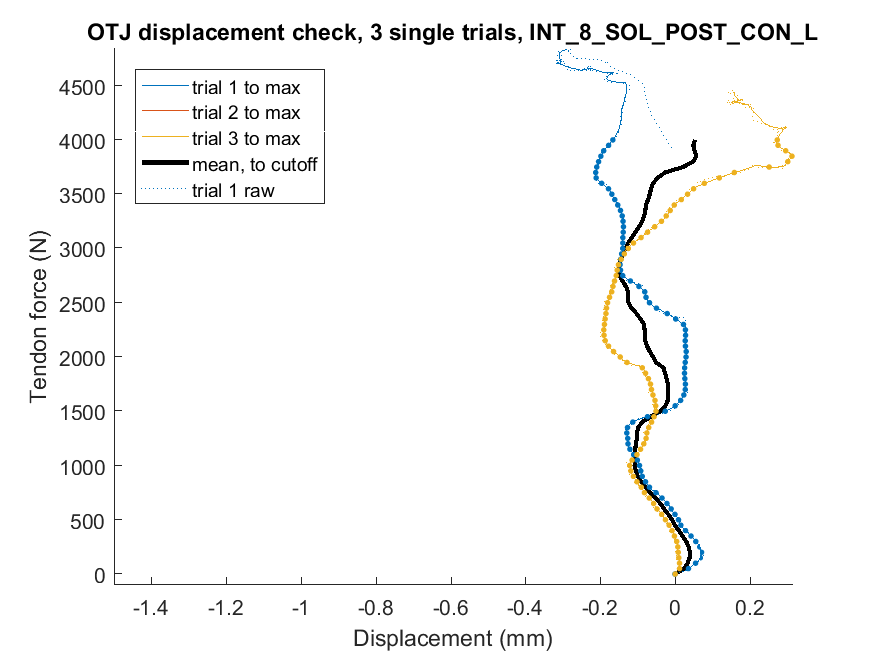 OTJ displacement check, 3 single trials, INT_8_SOL_POST_CON_L
trial 1 to max
trial 2 to max
trial 3 to max
mean, to cutoff
trial 1 raw
Tendon force (N)
4500
4000
3500
3000
2500
2000
1500
1000
500
0
-1.4 -1.2 -1 -0.8 -0.6 -0.4 -0.2 0 0.2
Displacement (mm)